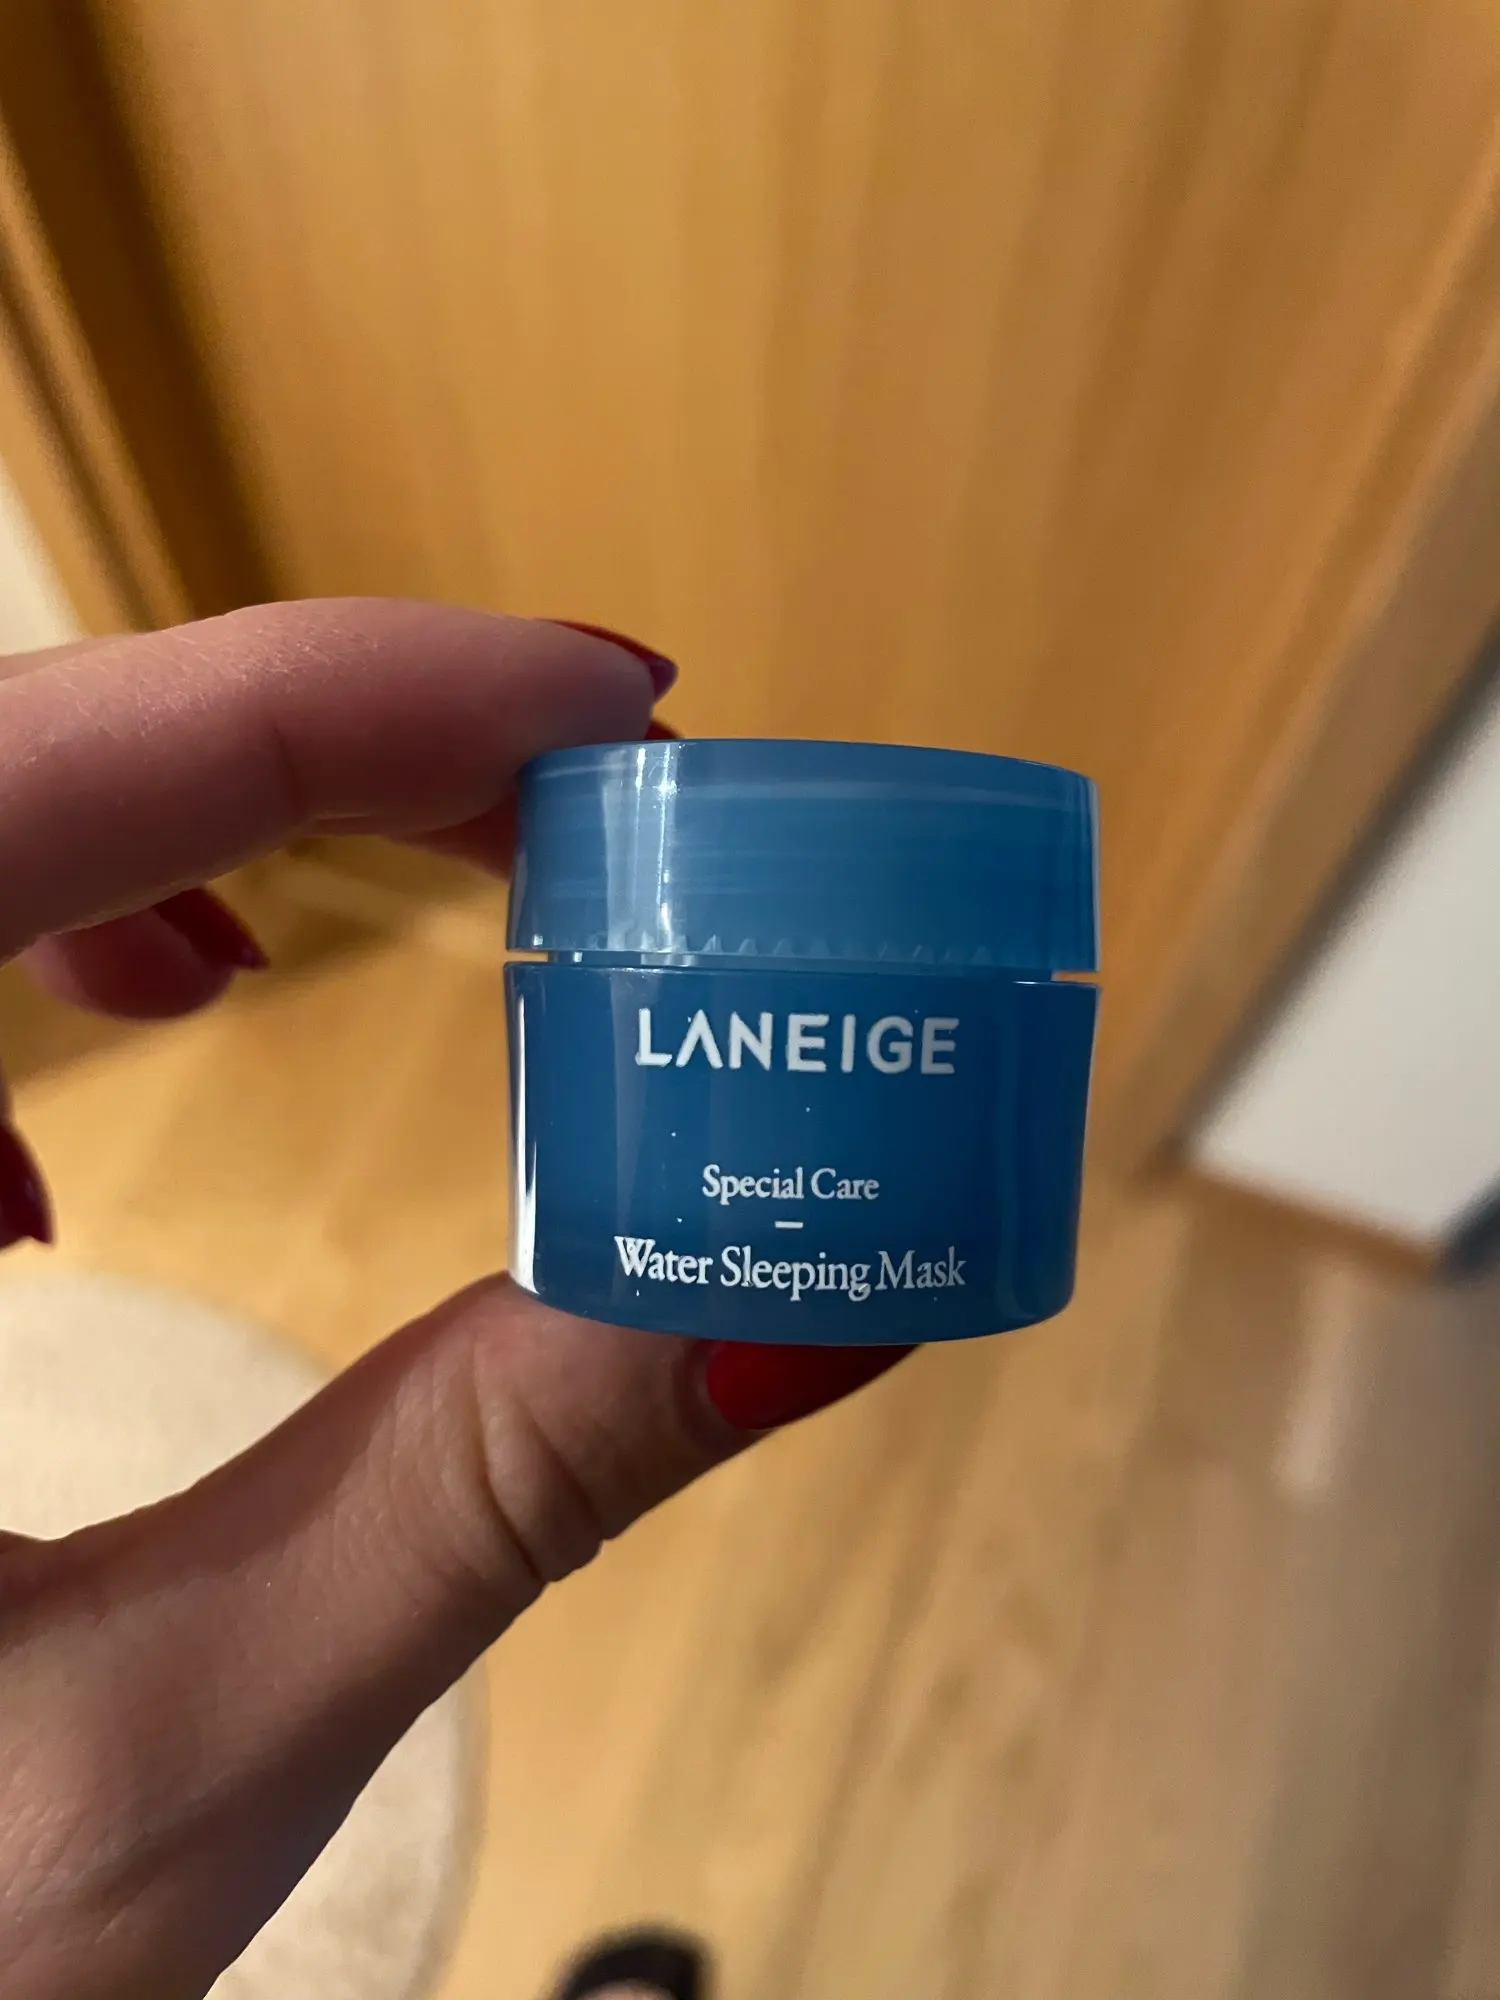 LANEIGE
Special Care
Water Sleeping Mask